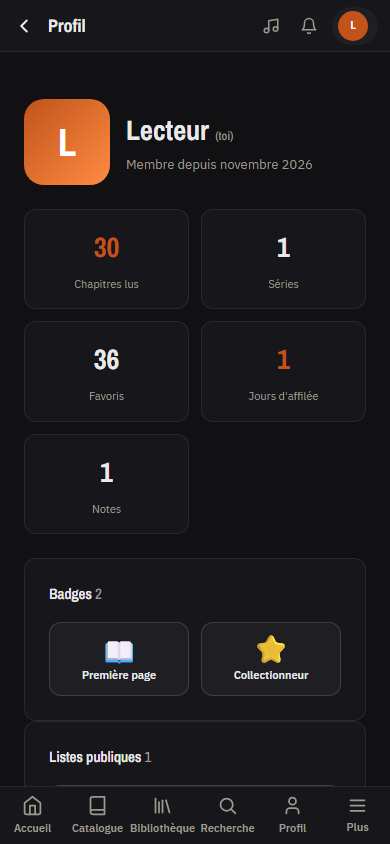 Profil
L
L
Lecteur (toi)
Membre depuis novembre 2026
30
Chapitres lus
1
Séries
36
Favoris
1
Jours d'affilée
1
Notes
Badges 2
Première page
Collectionneur
Listes publiques 1
Accueil
Catalogue
Bibliothèque
Recherche
Profil
Plus